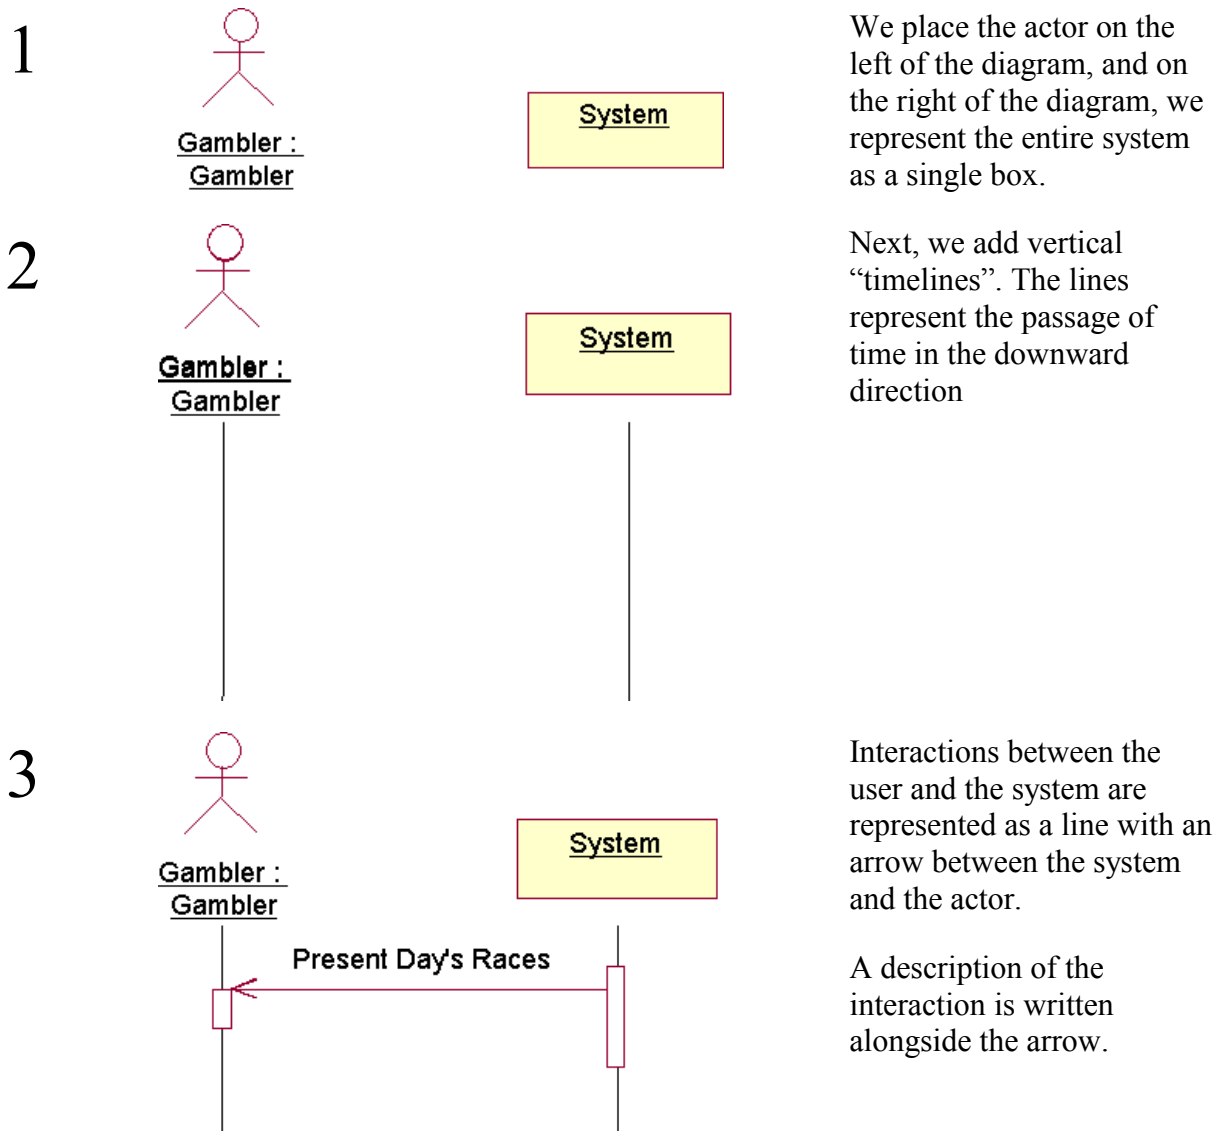 1
Gambler :
Gambler
System
We place the actor on the
left of the diagram, and on
the right of the diagram, we
represent the entire system
as a single box.
2
Gambler :
Gambler
System
Next, we add vertical
“timelines”. The lines
represent the passage of
time in the downward
direction
3
Gambler :
Gambler
System
Present Day's Races
Interactions between the
user and the system are
represented as a line with an
arrow between the system
and the actor.
A description of the
interaction is written
alongside the arrow.